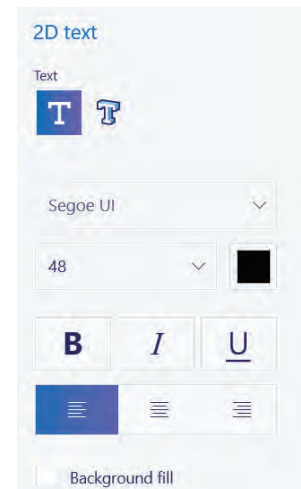 2D text
Text
T T
Segoe UI
48
B I U
Background fill